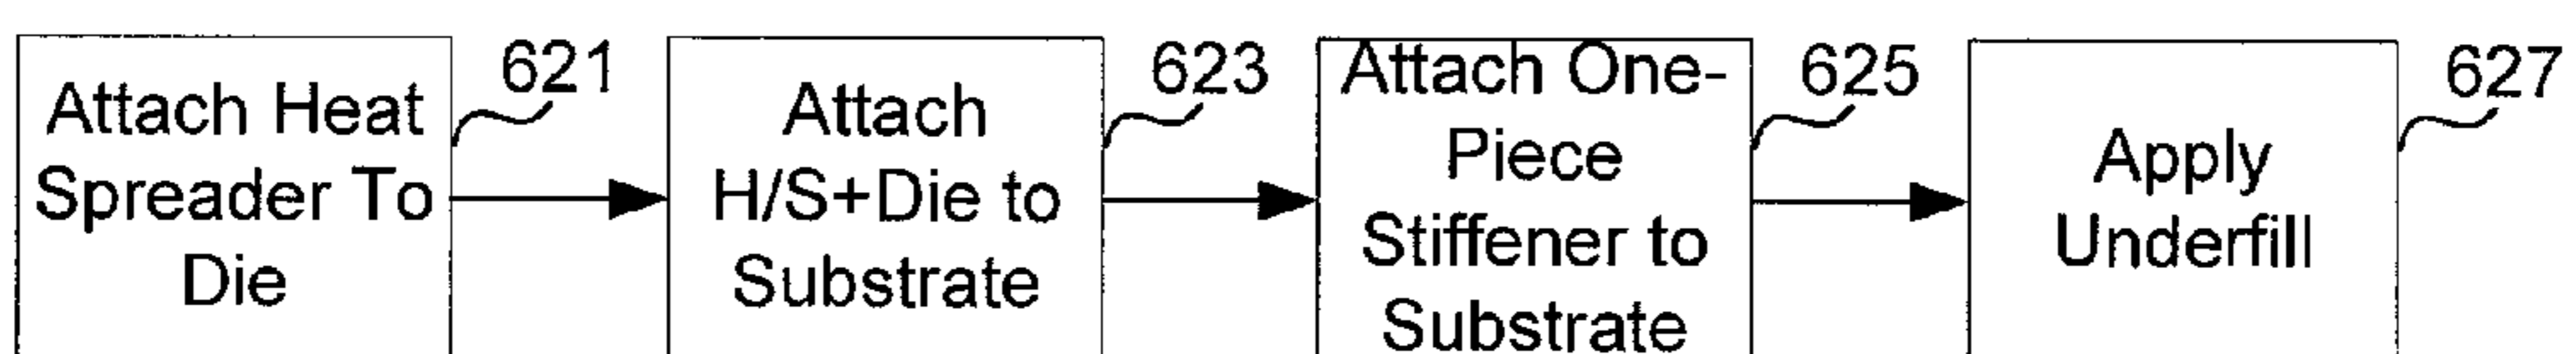 Attach Heat
Spreader To
Die
621
Attach
H/S+Die to
Substrate
623
Attach One-
Piece
Stiffener to
Substrate
625
Apply
Underfill
627